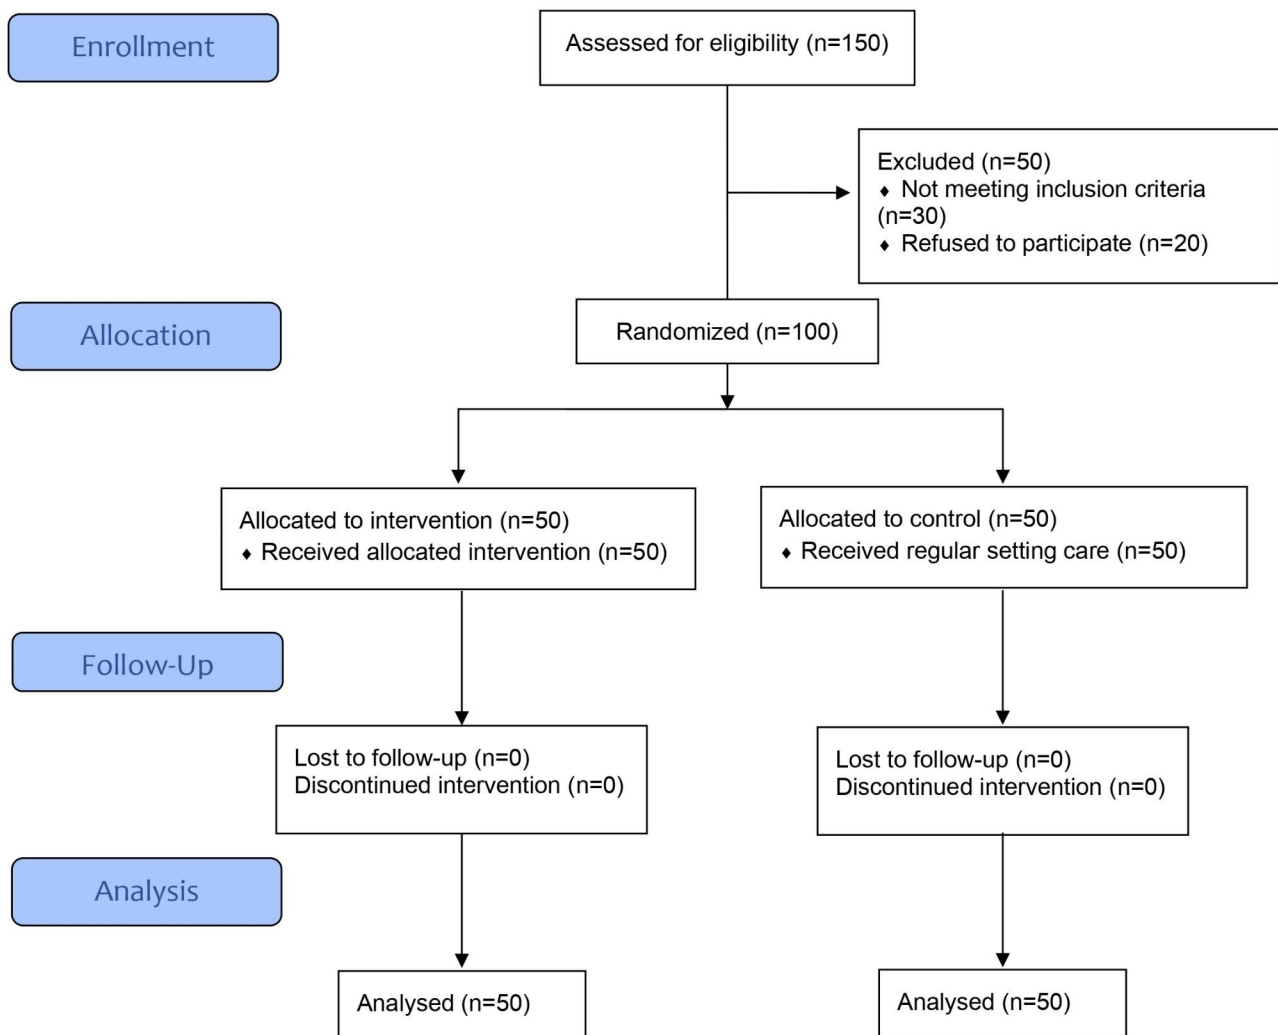 Enrollment
Assessed for eligibility (n=150)
Excluded (n=50)
♦ Not meeting inclusion criteria
(n=30)
♦ Refused to participate (n=20)
Allocation
Randomized (n=100)
Allocated to intervention (n=50)
♦ Received allocated intervention (n=50)
Allocated to control (n=50)
♦ Received regular setting care (n=50)
Follow-Up
Lost to follow-up (n=0)
Discontinued intervention (n=0)
Lost to follow-up (n=0)
Discontinued intervention (n=0)
Analysis
Analysed (n=50)
Analysed (n=50)